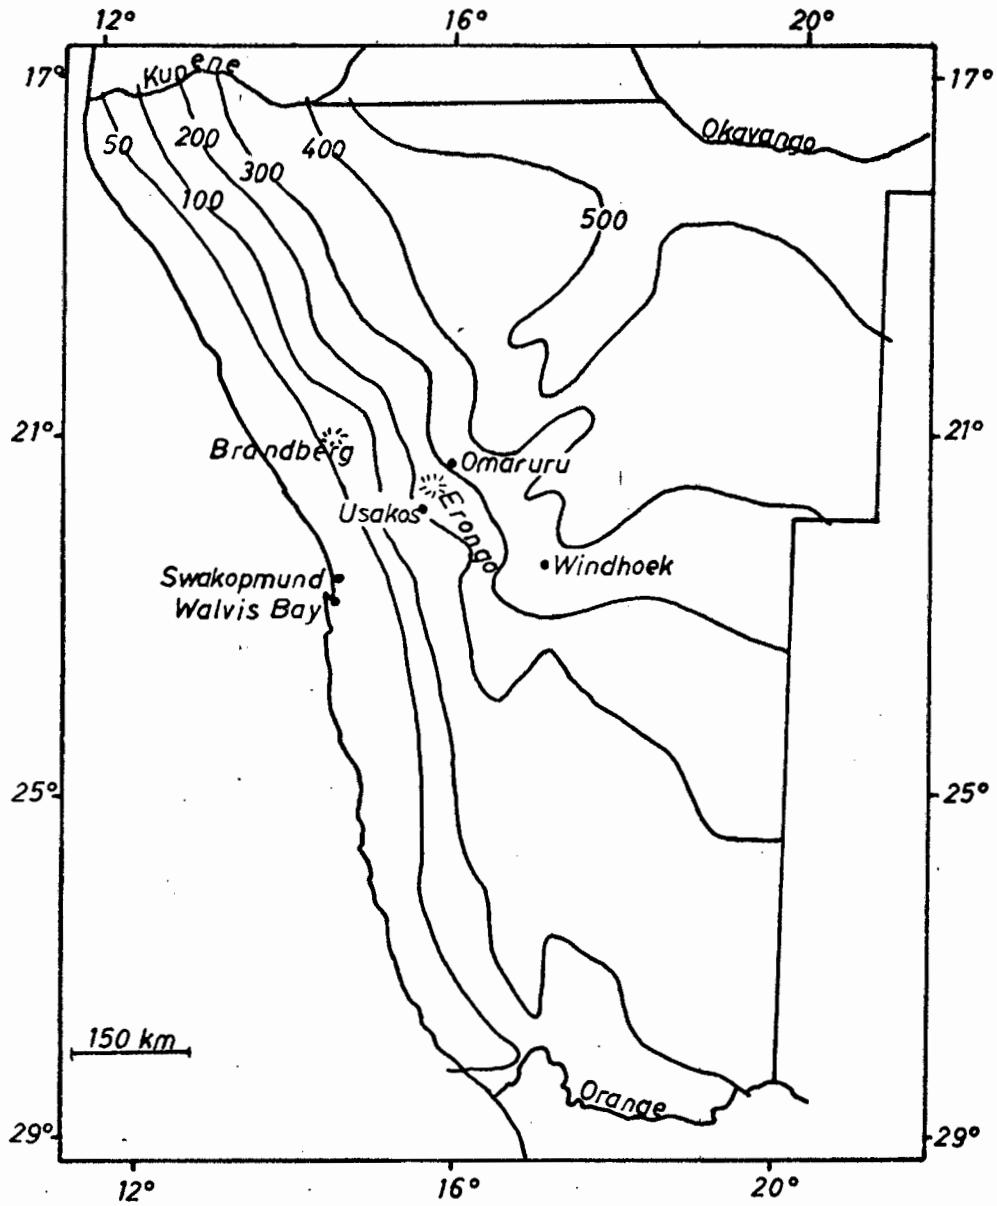 12° 16° 20°
17° 17°
Kunene
50 200 400
300
100
500
Okavango
21° 21°
Brandberg
Omaruru
Usakos
Erongo
Windhoek
Swakopmund
Walvis Bay
25° 25°
150 km
Orange
29° 29°
12° 16° 20°